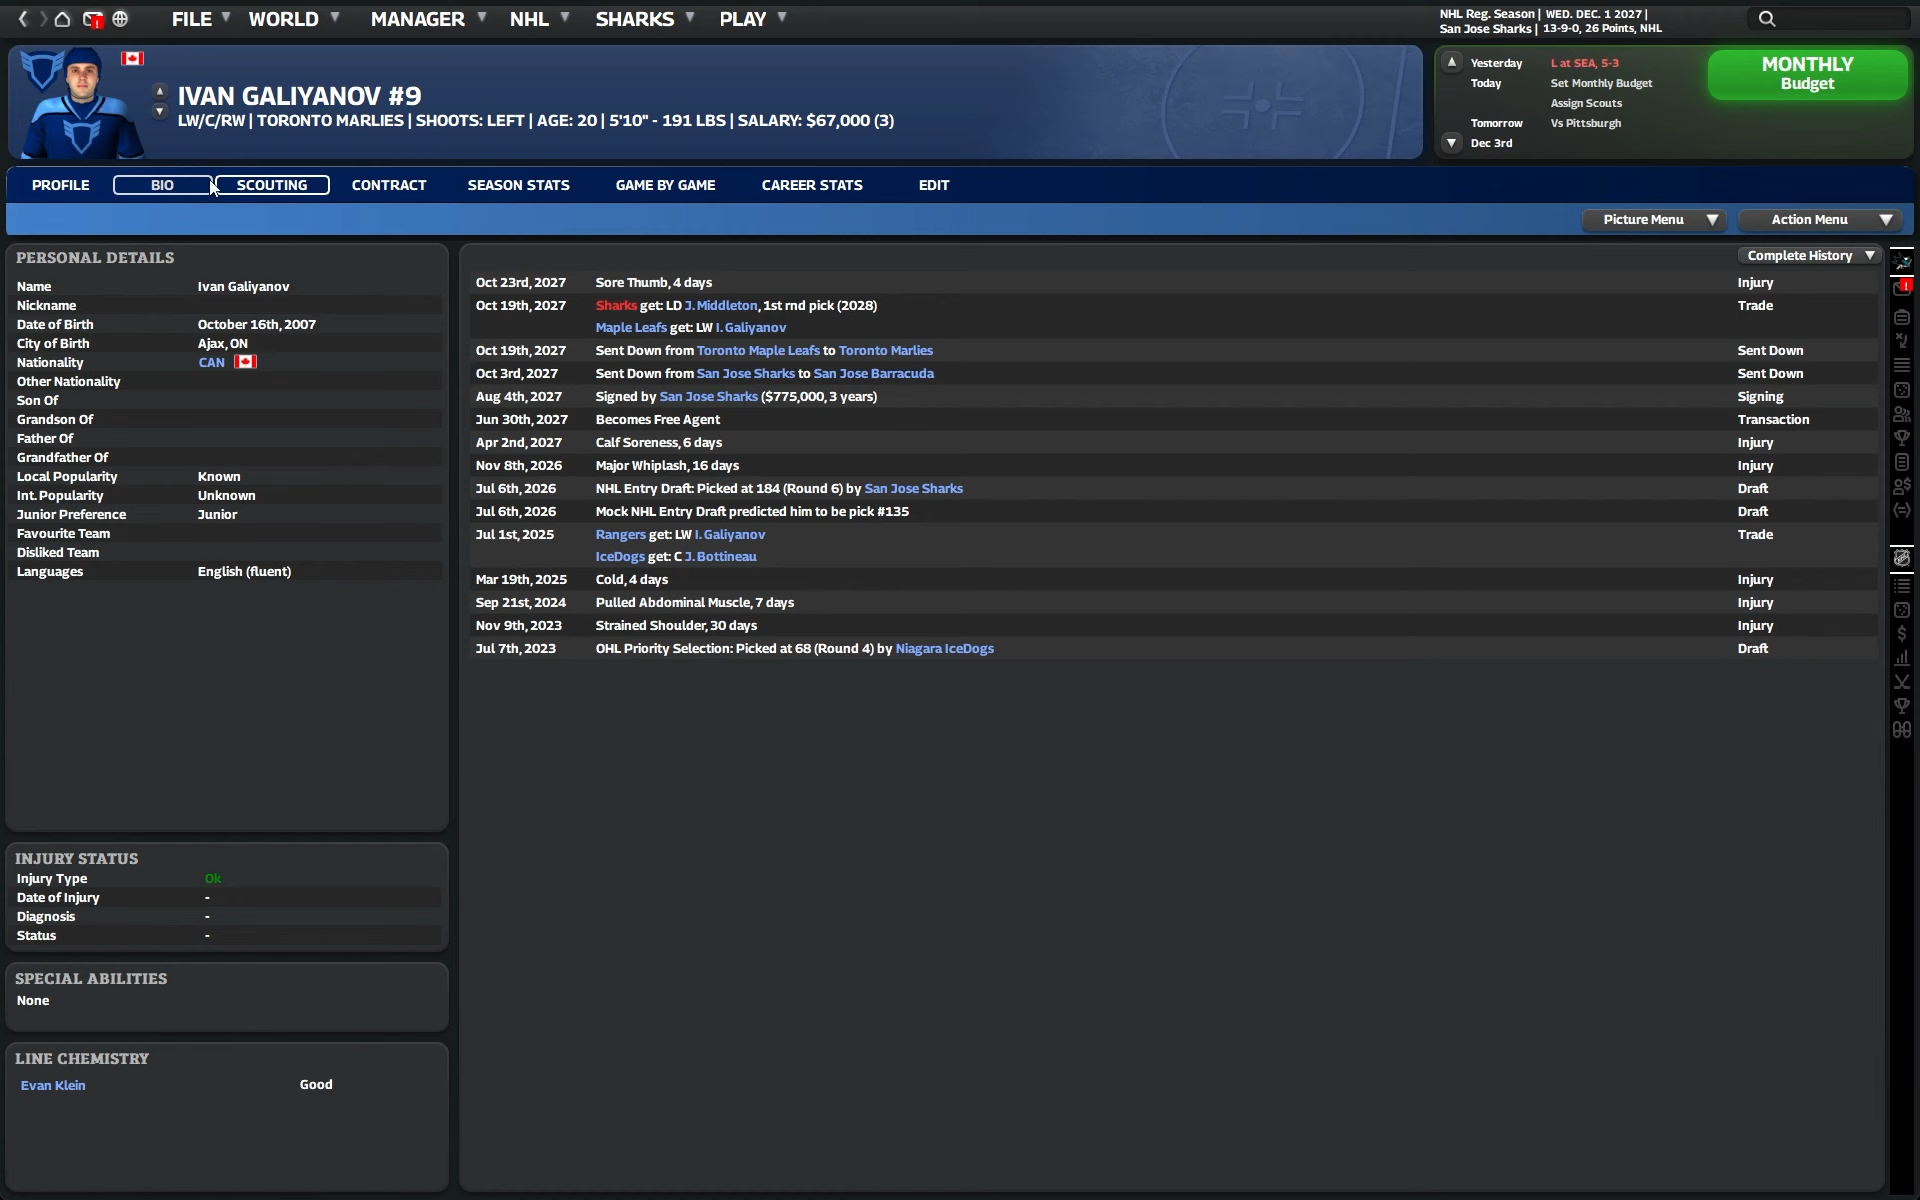 FILE ▼ WORLD ▼ MANAGER ▼ NHL ▼ SHARKS ▼ PLAY ▼
NHL Reg. Season | WED. DEC. 1 2027 |
San Jose Sharks | 13-9-0, 26 Points, NHL
IVAN GALIYANOV #9
LW/C/RW | TORONTO MARLIES | SHOOTS: LEFT | AGE: 20 | 5'10" - 191 LBS | SALARY: $67,000 (3)
Yesterday L at SEA, 5-3
Today Set Monthly Budget
Assign Scouts
Tomorrow Vs Pittsburgh
Dec 3rd
MONTHLY
Budget
PROFILE BIO SCOUTING CONTRACT SEASON STATS GAME BY GAME CAREER STATS EDIT
Picture Menu ▼ Action Menu ▼
PERSONAL DETAILS
Name Ivan Galiyanov
Nickname
Date of Birth October 16th, 2007
City of Birth Ajax, ON
Nationality CAN
Other Nationality
Son Of
Grandson Of
Father Of
Grandfather Of
Local Popularity Known
Int. Popularity Unknown
Junior Preference Junior
Favourite Team
Disliked Team
Languages English (fluent)
INJURY STATUS
Injury Type Ok
Date of Injury -
Diagnosis -
Status -
SPECIAL ABILITIES
None
LINE CHEMISTRY
Evan Klein Good
Complete History ▼
Oct 23rd, 2027 Sore Thumb, 4 days Injury
Oct 19th, 2027 Sharks get: LD J. Middleton, 1st rnd pick (2028) Trade
Maple Leafs get: LW I. Galiyanov
Oct 19th, 2027 Sent Down from Toronto Maple Leafs to Toronto Marlies Sent Down
Oct 3rd, 2027 Sent Down from San Jose Sharks to San Jose Barracuda Sent Down
Aug 4th, 2027 Signed by San Jose Sharks ($775,000, 3 years) Signing
Jun 30th, 2027 Becomes Free Agent Transaction
Apr 2nd, 2027 Calf Soreness, 6 days Injury
Nov 8th, 2026 Major Whiplash, 16 days Injury
Jul 6th, 2026 NHL Entry Draft: Picked at 184 (Round 6) by San Jose Sharks Draft
Jul 6th, 2026 Mock NHL Entry Draft predicted him to be pick #135 Draft
Jul 1st, 2025 Rangers get: LW I. Galiyanov Trade
IceDogs get: C J. Bottineau
Mar 19th, 2025 Cold, 4 days Injury
Sep 21st, 2024 Pulled Abdominal Muscle, 7 days Injury
Nov 9th, 2023 Strained Shoulder, 30 days Injury
Jul 7th, 2023 OHL Priority Selection: Picked at 68 (Round 4) by Niagara IceDogs Draft